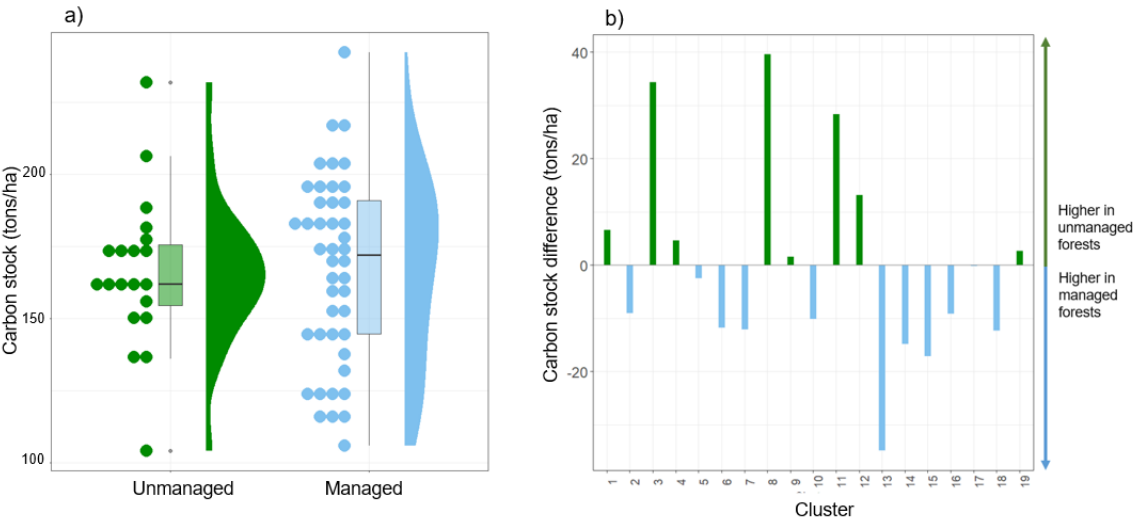 a)
Carbon stock (tons/ha)
200
150
100
Unmanaged
Managed
b)
Carbon stock difference (tons/ha)
40
20
0
-20
1 2 3 4 5 6 7 8 9 10 11 12 13 14 15 16 17 18 19
Cluster
Higher in
unmanaged
forests
Higher in
managed
forests